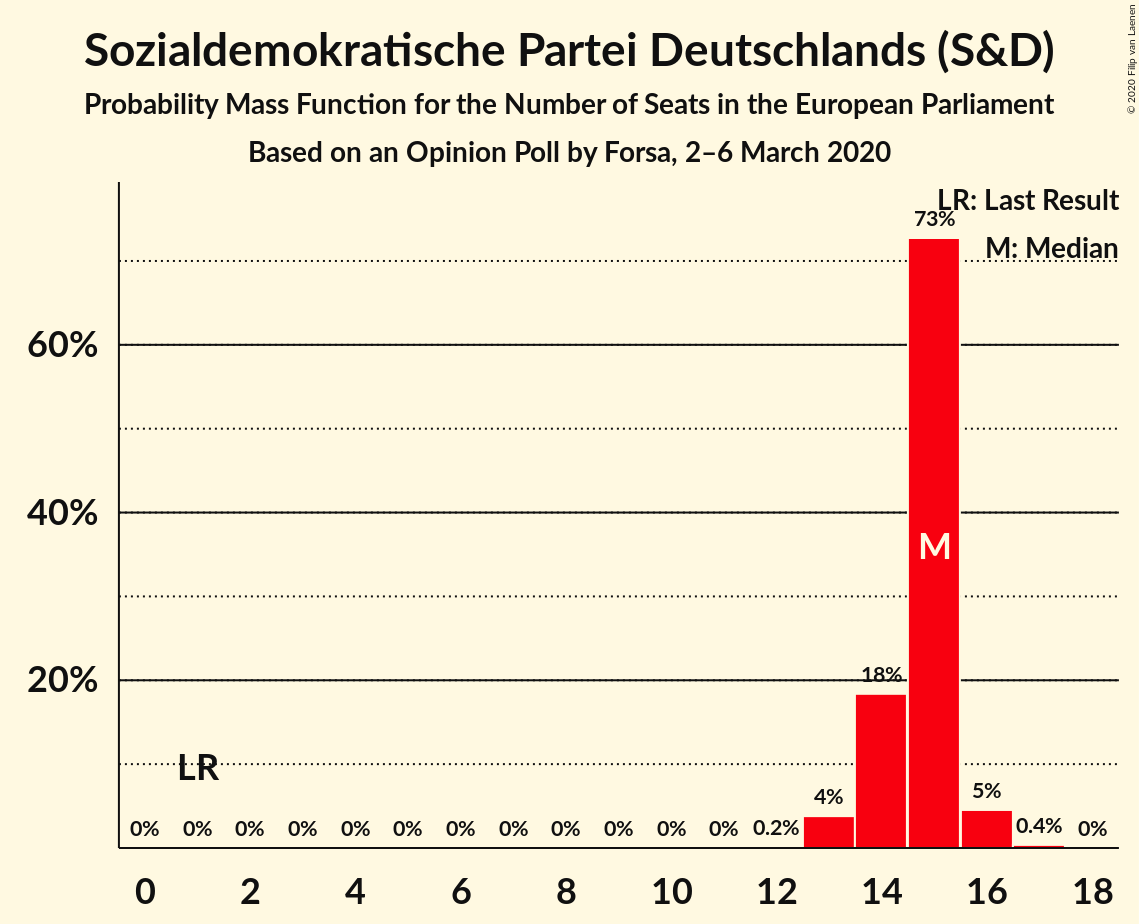 Sozialdemokratische Partei Deutschlands (S&D)
Probability Mass Function for the Number of Seats in the European Parliament
Based on an Opinion Poll by Forsa, 2–6 March 2020
© 2020 Filip van Laenen
LR: Last Result
M: Median
73%
60%
40%
M
20%
18%
LR
0% 0% 0% 0% 0% 0% 0% 0% 0% 0% 0% 0% 0.2% 4% 5% 0.4% 0%
0 2 4 6 8 10 12 14 16 18